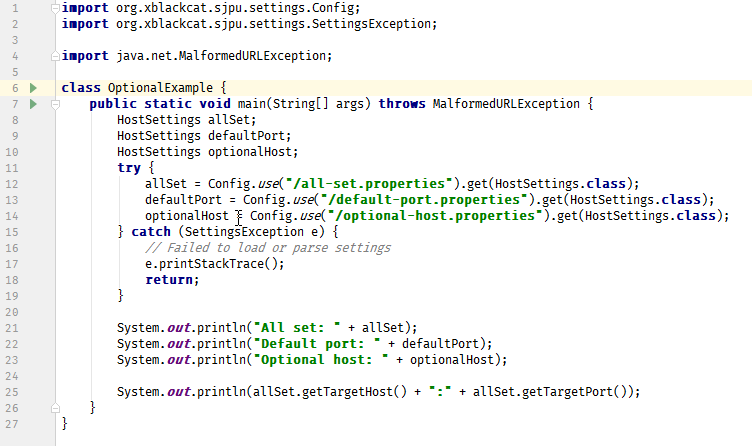 1 import org.xblackcat.sjpu.settings.Config;
2 import org.xblackcat.sjpu.settings.SettingsException;
3
4 import java.net.MalformedURLException;
5
6 class OptionalExample {
7     public static void main(String[] args) throws MalformedURLException {
8         HostSettings allSet;
9         HostSettings defaultPort;
10         HostSettings optionalHost;
11         try {
12             allSet = Config.use("/all-set.properties").get(HostSettings.class);
13             defaultPort = Config.use("/default-port.properties").get(HostSettings.class);
14             optionalHost = Config.use("/optional-host.properties").get(HostSettings.class);
15         } catch (SettingsException e) {
16             // Failed to load or parse settings
17             e.printStackTrace();
18             return;
19         }
20
21         System.out.println("All set: " + allSet);
22         System.out.println("Default port: " + defaultPort);
23         System.out.println("Optional host: " + optionalHost);
24
25         System.out.println(allSet.getTargetHost() + ":" + allSet.getTargetPort());
26     }
27 }